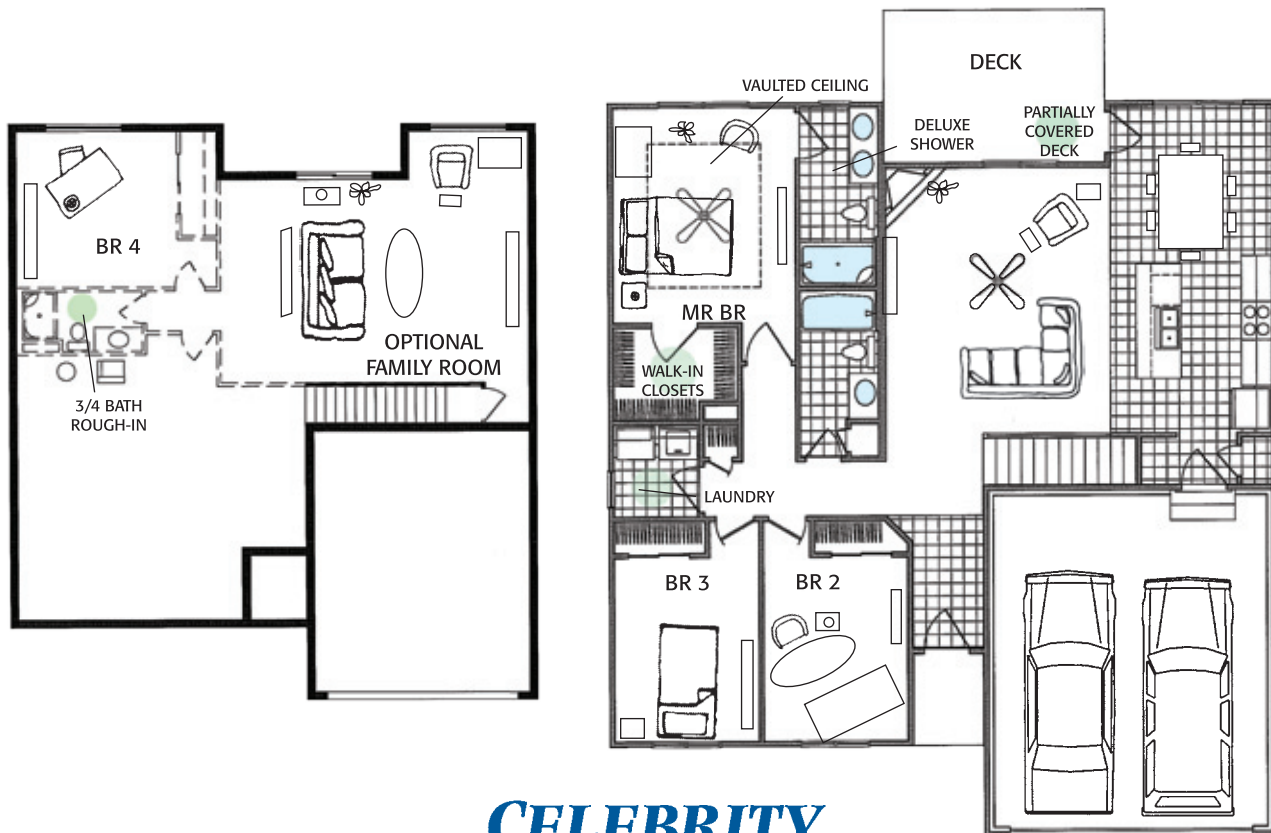 BR 4
OPTIONAL
FAMILY ROOM
3/4 BATH
ROUGH-IN
DECK
VAULTED CEILING
DELUXE
SHOWER
PARTIALLY
COVERED
DECK
MR BR
WALK-IN
CLOSETS
LAUNDRY
BR 3
BR 2
CELEBRITY